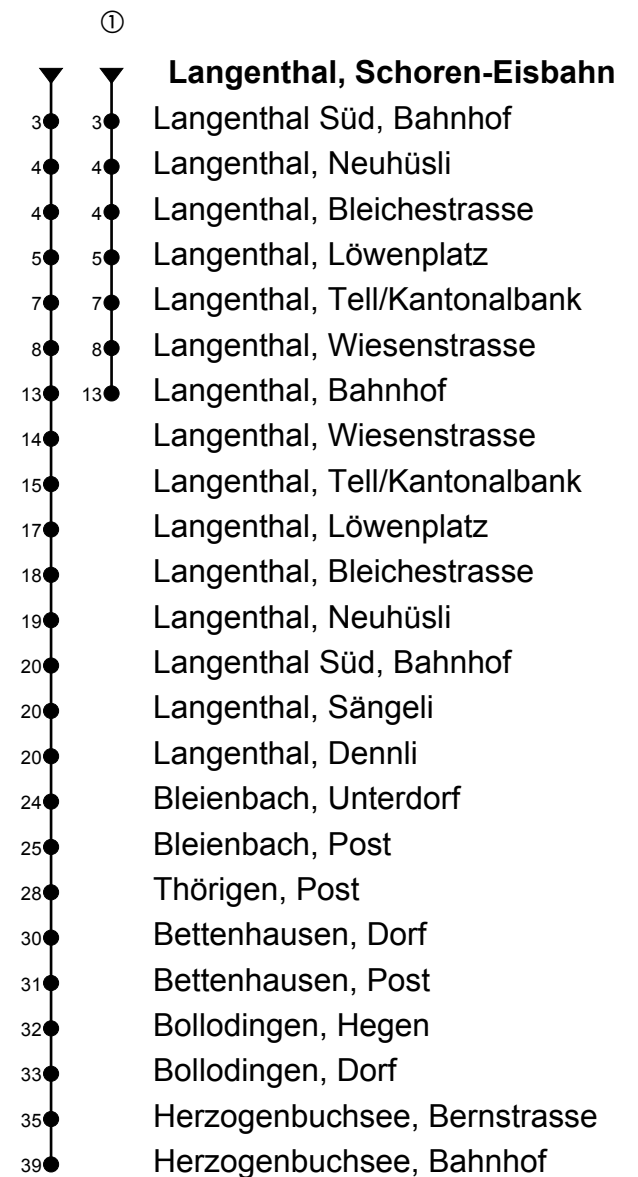 ①
Langenthal, Schoren-Eisbahn
3 3 Langenthal Süd, Bahnhof
4 4 Langenthal, Neuhüsli
4 4 Langenthal, Bleichestrasse
5 5 Langenthal, Löwenplatz
7 7 Langenthal, Tell/Kantonalbank
8 8 Langenthal, Wiesenstrasse
13 13 Langenthal, Bahnhof
14 Langenthal, Wiesenstrasse
15 Langenthal, Tell/Kantonalbank
17 Langenthal, Löwenplatz
18 Langenthal, Bleichestrasse
19 Langenthal, Neuhüsli
20 Langenthal Süd, Bahnhof
20 Langenthal, Sängeli
20 Langenthal, Dennli
24 Bleienbach, Unterdorf
25 Bleienbach, Post
28 Thörigen, Post
30 Bettenhausen, Dorf
31 Bettenhausen, Post
32 Bollodingen, Hegen
33 Bollodingen, Dorf
35 Herzogenbuchsee, Bernstrasse
39 Herzogenbuchsee, Bahnhof